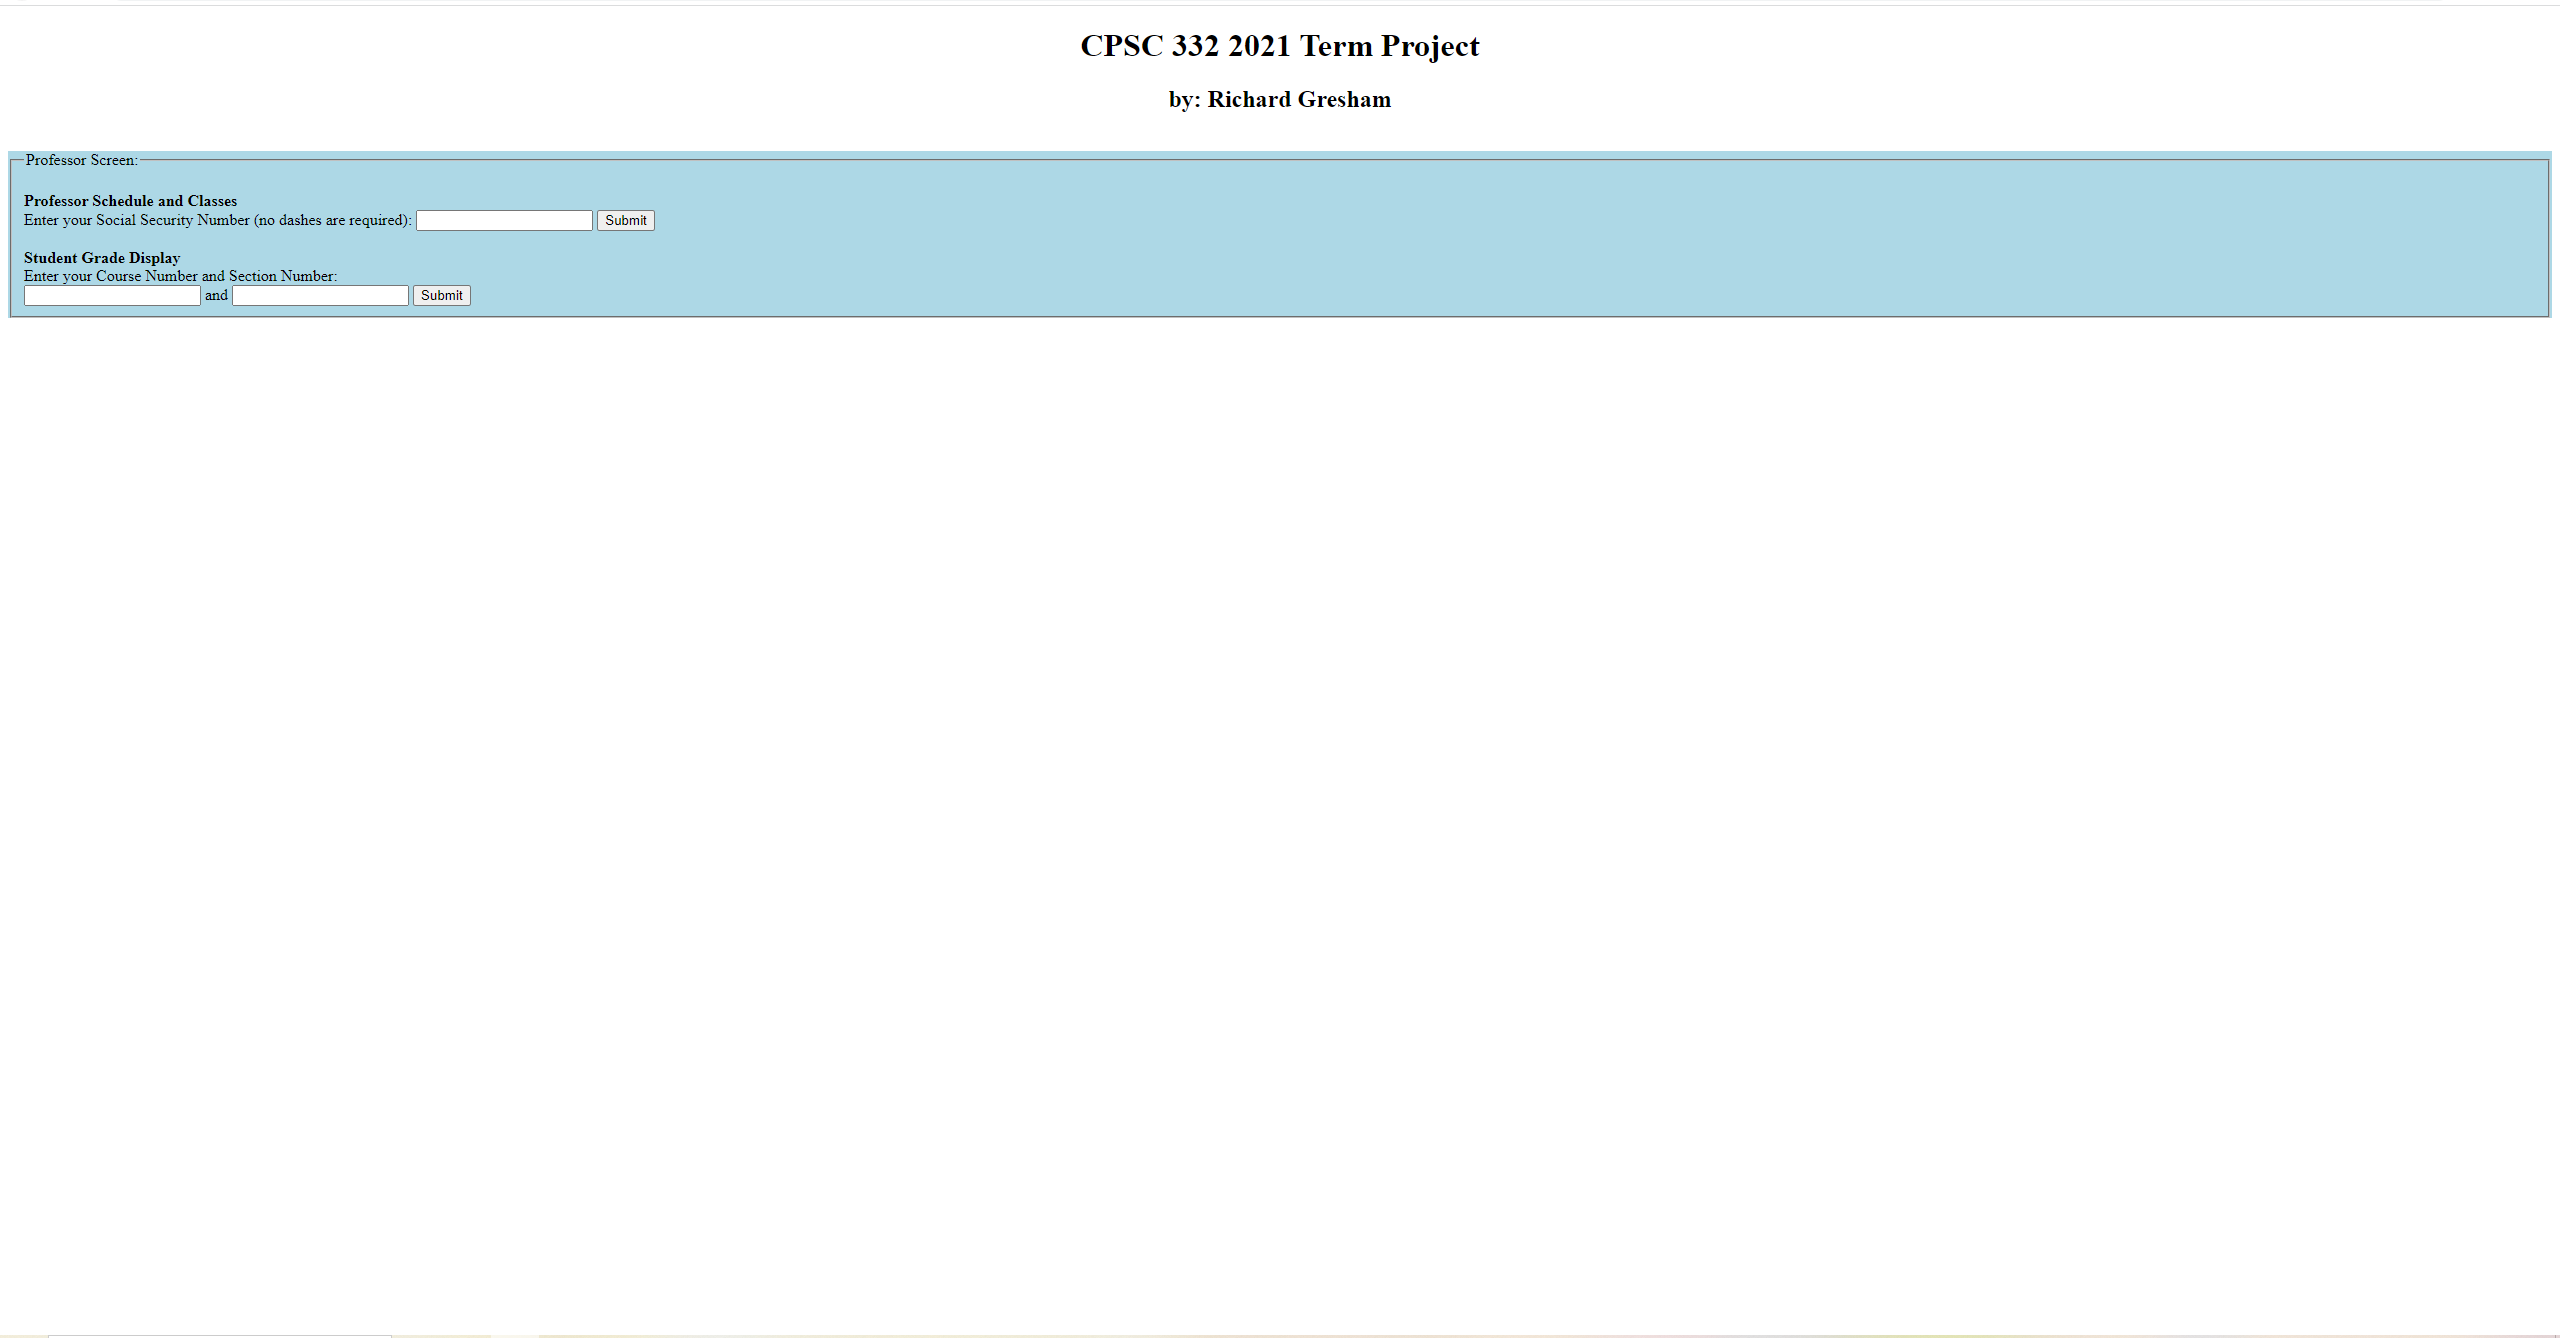 CPSC 332 2021 Term Project
by: Richard Gresham
Professor Screen:
Professor Schedule and Classes
Enter your Social Security Number (no dashes are required): Submit
Student Grade Display
Enter your Course Number and Section Number:
and Submit